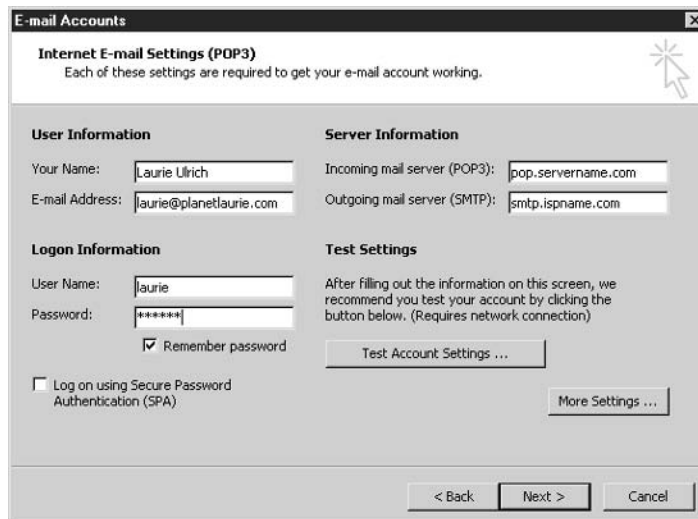 E-mail Accounts
Internet E-mail Settings (POP3)
Each of these settings are required to get your e-mail account working.
User Information
Your Name: Laurie Ulrich
E-mail Address: laurie@planetlaurie.com
Server Information
Incoming mail server (POP3): pop.servername.com
Outgoing mail server (SMTP): smtp.ispname.com
Logon Information
User Name: laurie
Password: ******
Remember password
Log on using Secure Password
Authentication (SPA)
Test Settings
After filling out the information on this screen, we
recommend you test your account by clicking the
button below. (Requires network connection)
Test Account Settings ...
More Settings ...
< Back
Next >
Cancel